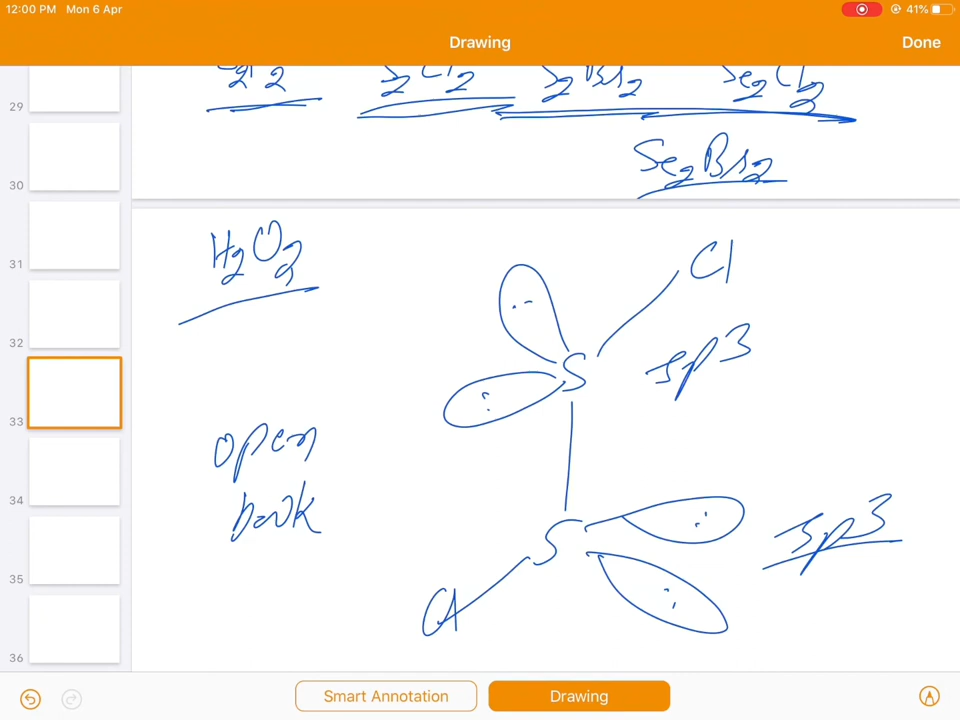 12:00 PM Mon 6 Apr
41%
Drawing
Done
S2Cl2 S2Br2 Se2Cl2
Se2Br2
H2O2
Cl
S
sp3
open
book
S
sp3
Cl
29
30
31
32
33
34
35
36
Smart Annotation
Drawing